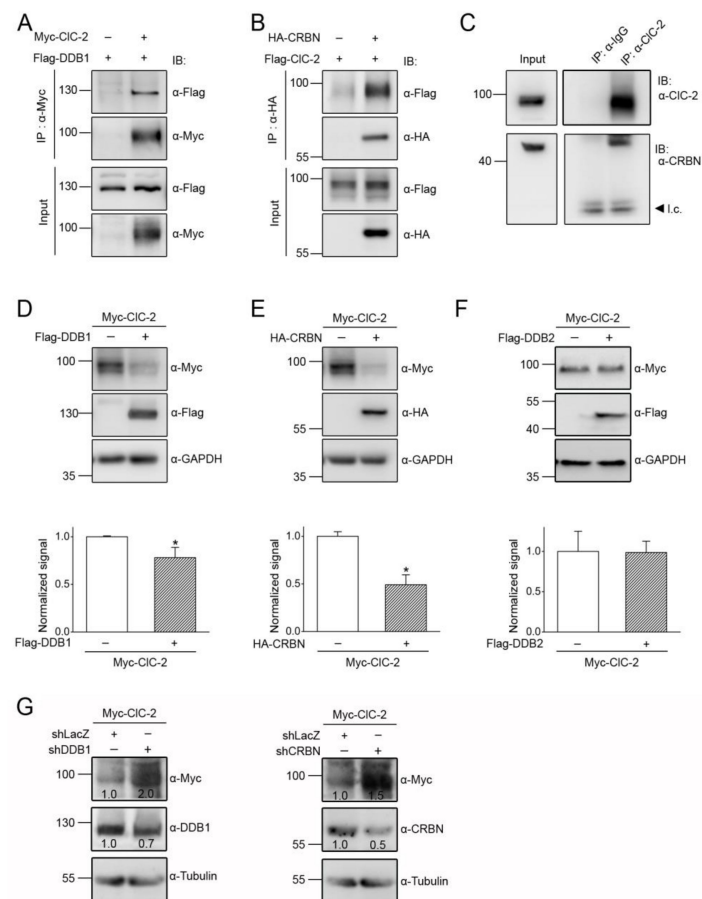 A
Myc-ClC-2 – +
Flag-DDB1 + + IB:
IP : α-Myc
130
α-Flag
100
α-Myc
Input
130
α-Flag
100
α-Myc
B
HA-CRBN – +
Flag-ClC-2 + + IB:
IP : α-HA
100
α-Flag
55
α-HA
Input
100
α-Flag
55
α-HA
C
Input
IP: α-IgG
IP: α-ClC-2
100
IB:
α-ClC-2
40
IB:
α-CRBN
l.c.
D
Myc-ClC-2
Flag-DDB1 – +
100
α-Myc
130
α-Flag
35
α-GAPDH
Normalized signal
1.0
0.5
1.0
*
Flag-DDB1 – +
Myc-ClC-2
E
Myc-ClC-2
HA-CRBN – +
100
α-Myc
55
α-HA
35
α-GAPDH
Normalized signal
1.0
0.5
0.0
*
HA-CRBN – +
Myc-ClC-2
F
Myc-ClC-2
Flag-DDB2 – +
100
α-Myc
55
40
α-Flag
35
α-GAPDH
Normalized signal
1.0
0.5
1.0
Flag-DDB2 – +
Myc-ClC-2
G
Myc-ClC-2
shLacZ + –
shDDB1 – +
100
α-Myc
1.0 2.0
130
α-DDB1
1.0 0.7
55
α-Tubulin
Myc-ClC-2
shLacZ + –
shCRBN – +
100
α-Myc
1.0 1.5
55
α-CRBN
1.0 0.5
55
α-Tubulin